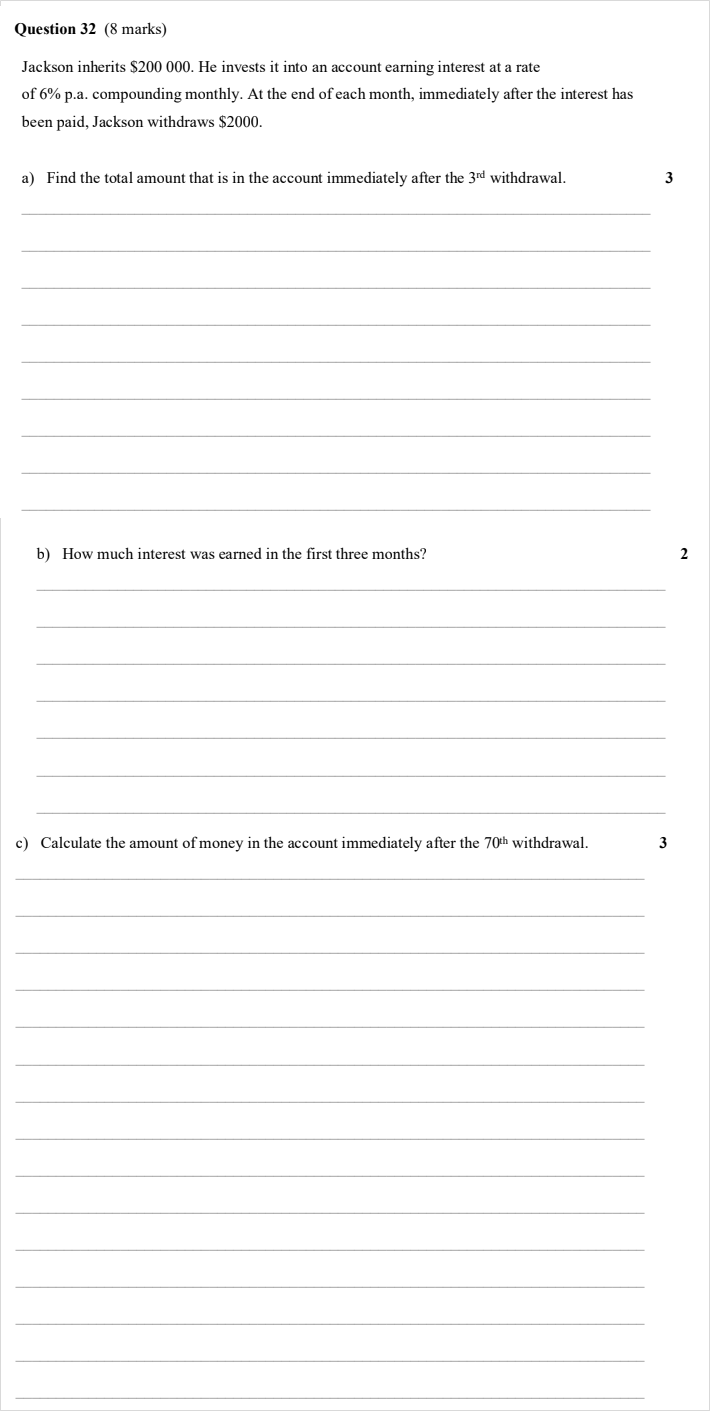 Question 32 (8 marks)
Jackson inherits $200 000. He invests it into an account earning interest at a rate
of 6% p.a. compounding monthly. At the end of each month, immediately after the interest has
been paid, Jackson withdraws $2000.
a) Find the total amount that is in the account immediately after the 3rd withdrawal. 3
b) How much interest was earned in the first three months? 2
c) Calculate the amount of money in the account immediately after the 70th withdrawal. 3